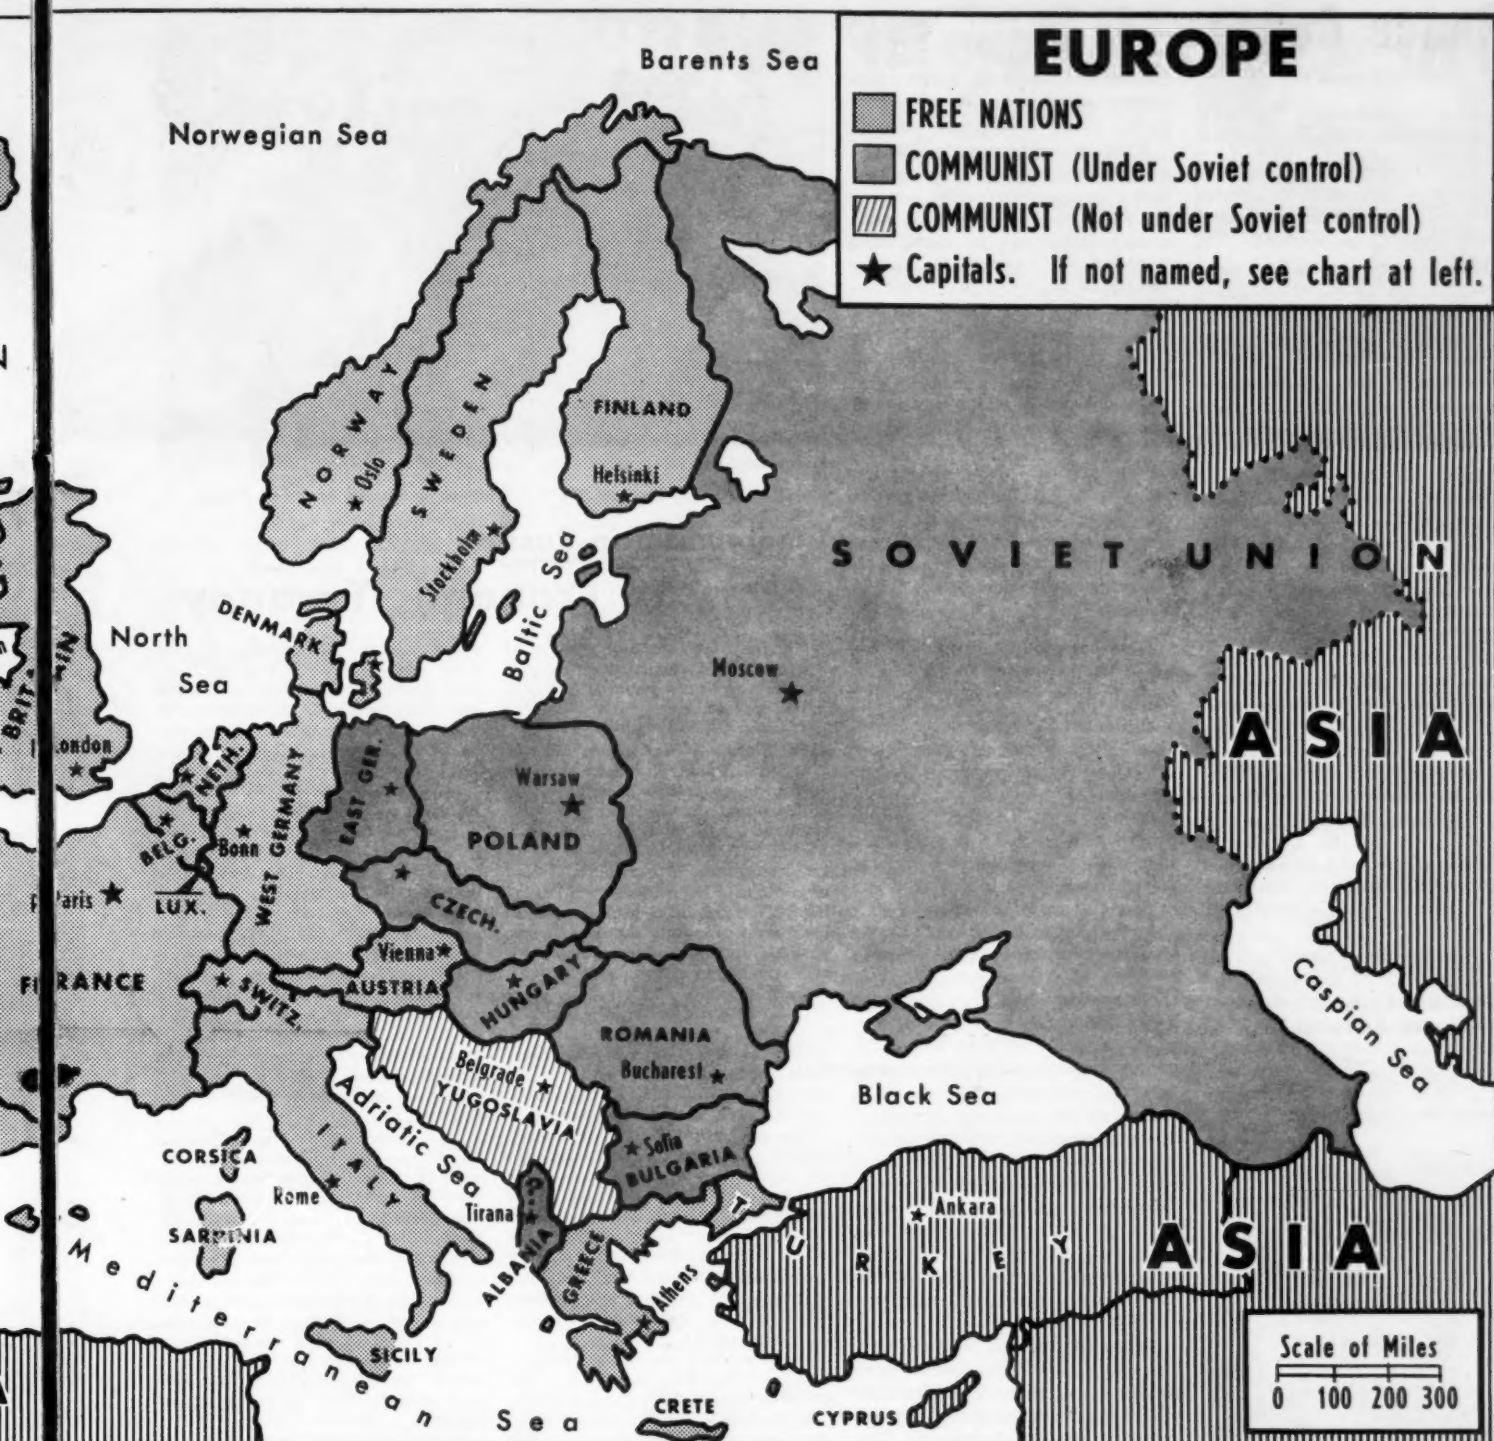 EUROPE
FREE NATIONS
COMMUNIST (Under Soviet control)
COMMUNIST (Not under Soviet control)
Capitals. If not named, see chart at left.
Barents Sea
Norwegian Sea
NORWAY
Oslo
SWEDEN
Stockholm
FINLAND
Helsinki
Baltic Sea
SOVIET UNION
Moscow
ASIA
North
Sea
DENMARK
London
NETH.
BELG.
LUX.
Bonn
WEST GERMANY
EAST GER.
Warsaw
POLAND
CZECH.
Paris
FRANCE
SWITZ.
Vienna
AUSTRIA
HUNGARY
ROMANIA
Bucharest
Belgrade
YUGOSLAVIA
Adriatic Sea
Sofia
BULGARIA
Black Sea
Caspian Sea
ITALY
Rome
CORSICA
SARDINIA
SICILY
Tirana
ALBANIA
GREECE
Athens
TURKEY
Ankara
ASIA
Mediterranean Sea
CRETE
CYPRUS
Scale of Miles
0 100 200 300